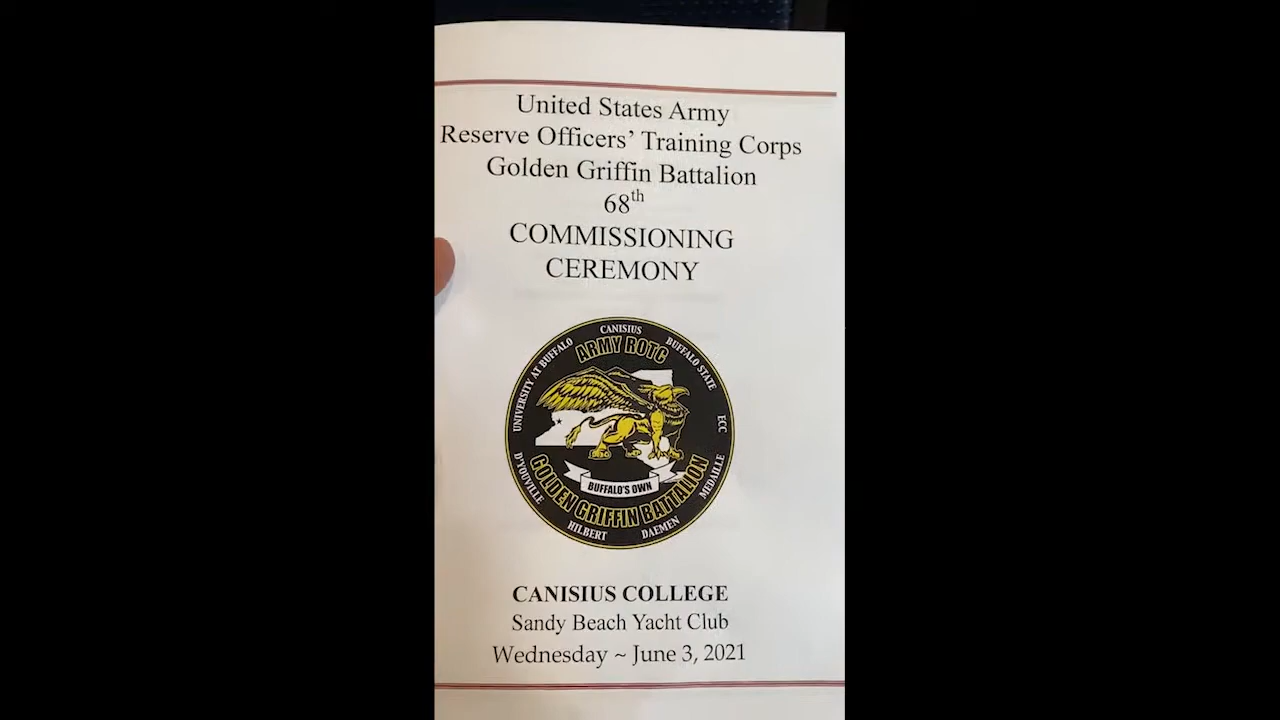 United States Army
Reserve Officers’ Training Corps
Golden Griffin Battalion
68th
COMMISSIONING
CEREMONY
CANISIUS
UNIVERSITY AT BUFFALO
BUFFALO STATE
ARMY ROTC
ECC
D'YOUVILLE
MEDAILLE
BUFFALO'S OWN
GOLDEN GRIFFIN BATTALION
HILBERT
DAEMEN
CANISIUS COLLEGE
Sandy Beach Yacht Club
Wednesday ~ June 3, 2021